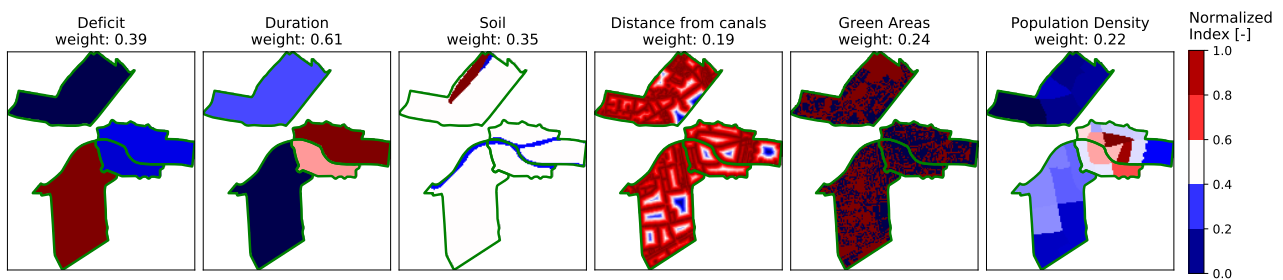 Deficit
weight: 0.39
Duration
weight: 0.61
Soil
weight: 0.35
Distance from canals
weight: 0.19
Green Areas
weight: 0.24
Population Density
weight: 0.22
Normalized
Index [-]
1.0
0.8
0.6
0.4
0.2
0.0